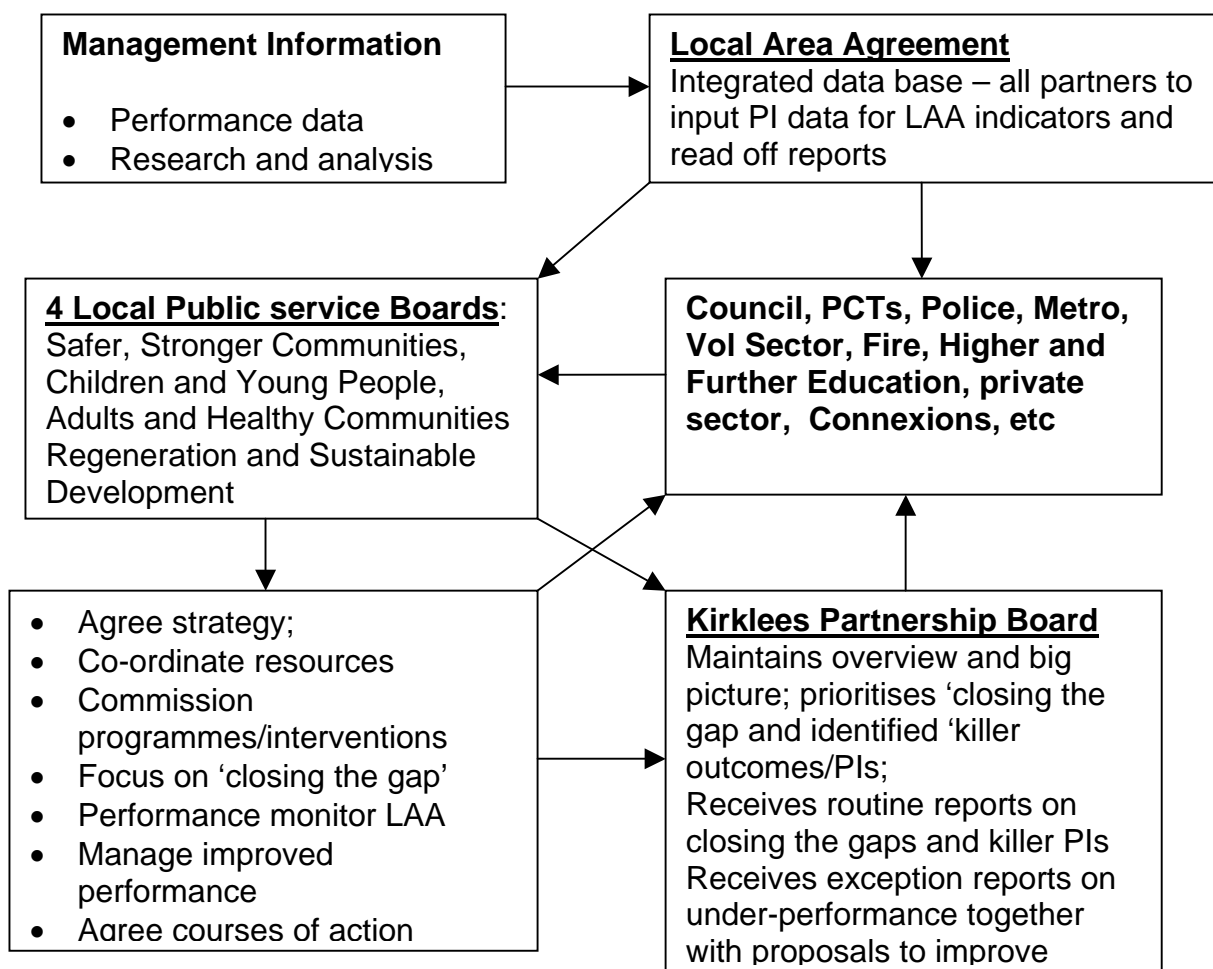 Management Information
• Performance data
• Research and analysis
Local Area Agreement
Integrated data base – all partners to
input PI data for LAA indicators and
read off reports
4 Local Public service Boards:
Safer, Stronger Communities,
Children and Young People,
Adults and Healthy Communities
Regeneration and Sustainable
Development
Council, PCTs, Police, Metro,
Vol Sector, Fire, Higher and
Further Education, private
sector,  Connexions, etc
• Agree strategy;
• Co-ordinate resources
• Commission
programmes/interventions
• Focus on ‘closing the gap’
• Performance monitor LAA
• Manage improved
performance
• Agree courses of action
Kirklees Partnership Board
Maintains overview and big
picture; prioritises ‘closing the
gap and identified ‘killer
outcomes/PIs;
Receives routine reports on
closing the gaps and killer PIs
Receives exception reports on
under-performance together
with proposals to improve